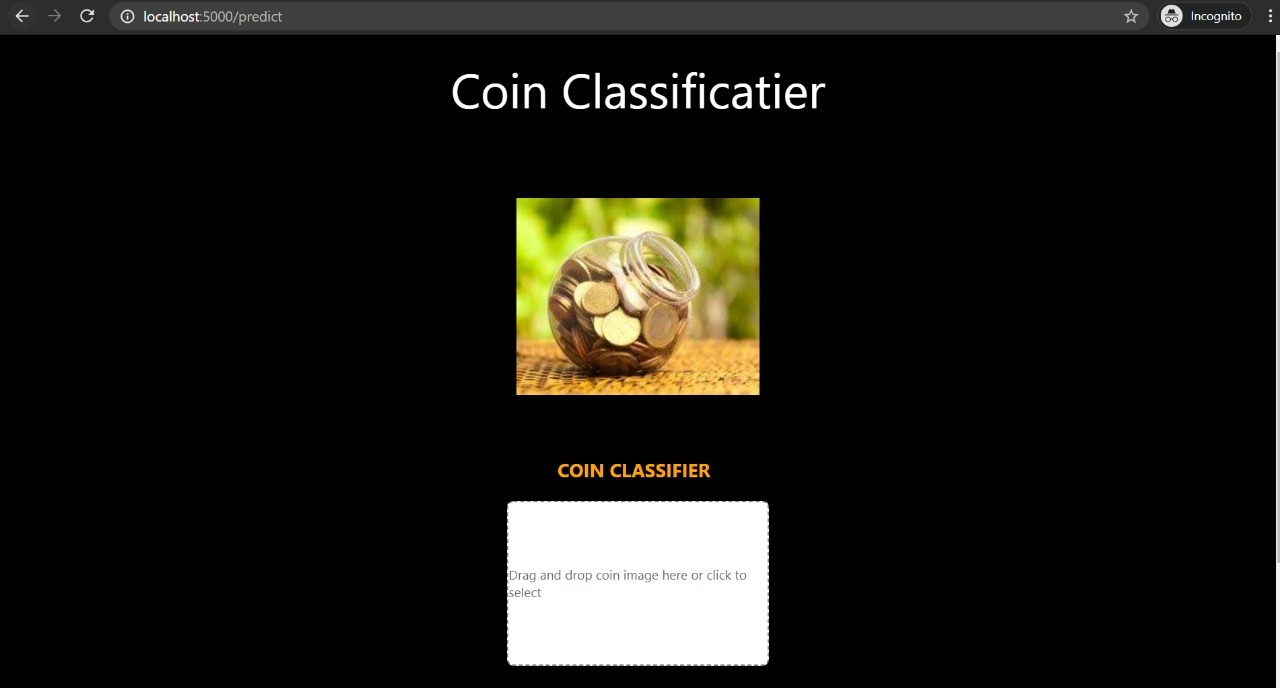 localhost:5000/predict
Incognito
Coin Classificatier
COIN CLASSIFIER
Drag and drop coin image here or click to
select